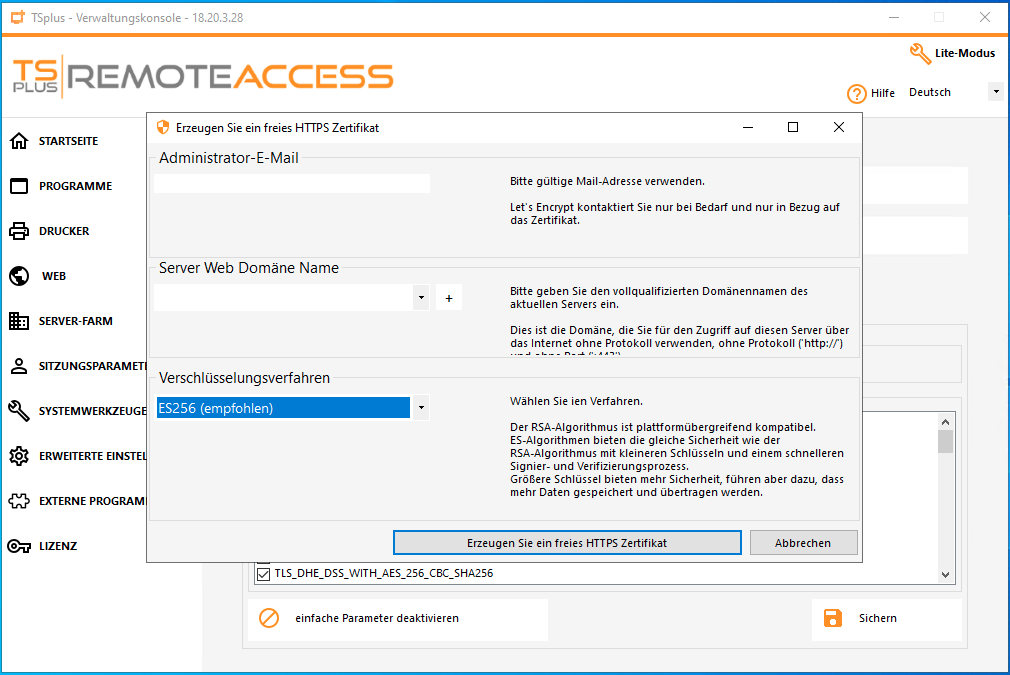 TSplus - Verwaltungskonsole - 18.20.3.28
Lite-Modus
TS PLUS REMOTEACCESS
Hilfe
Deutsch
STARTSEITE
PROGRAMME
DRUCKER
WEB
SERVER-FARM
SITZUNGSPARAMET
SYSTEMWERKZEUGE
ERWEITERTE EINSTEL
EXTERNE PROGRAM
LIZENZ
Erzeugen Sie ein freies HTTPS Zertifikat
Administrator-E-Mail
Bitte gültige Mail-Adresse verwenden.
Let's Encrypt kontaktiert Sie nur bei Bedarf und nur in Bezug auf
das Zertifikat.
Server Web Domäne Name
+
Bitte geben Sie den vollqualifizierten Domänennamen des
aktuellen Servers ein.
Dies ist die Domäne, die Sie für den Zugriff auf diesen Server über
das Internet ohne Protokoll verwenden, ohne Protokoll ('http://')
und ohne Port (':443')
Verschlüsselungsverfahren
ES256 (empfohlen)
Wählen Sie ien Verfahren.
Der RSA-Algorithmus ist plattformübergreifend kompatibel.
ES-Algorithmen bieten die gleiche Sicherheit wie der
RSA-Algorithmus mit kleineren Schlüsseln und einem schnelleren
Signier- und Verifizierungsprozess.
Größere Schlüssel bieten mehr Sicherheit, führen aber dazu, dass
mehr Daten gespeichert und übertragen werden.
Erzeugen Sie ein freies HTTPS Zertifikat
Abbrechen
TLS_DHE_DSS_WITH_AES_256_CBC_SHA256
einfache Parameter deaktivieren
Sichern